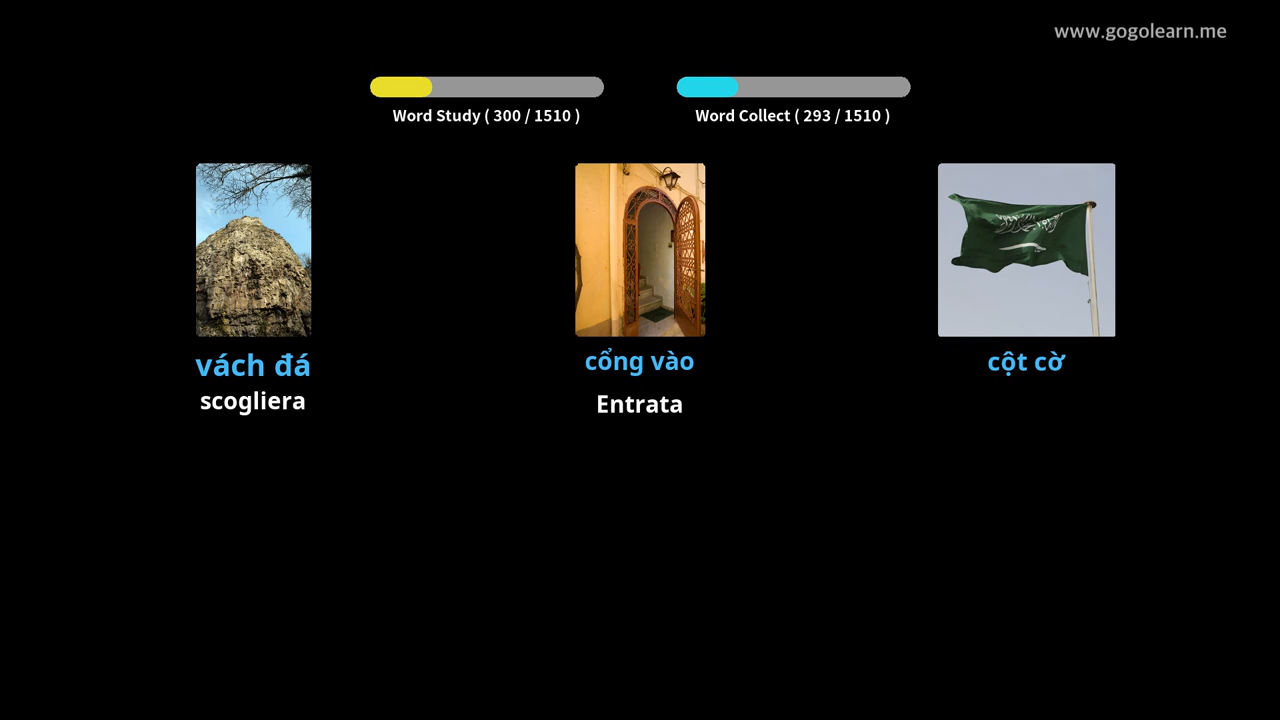 www.gogolearn.me
Word Study ( 300 / 1510 )
Word Collect ( 293 / 1510 )
vách đá
scogliera
cổng vào
Entrata
cột cờ